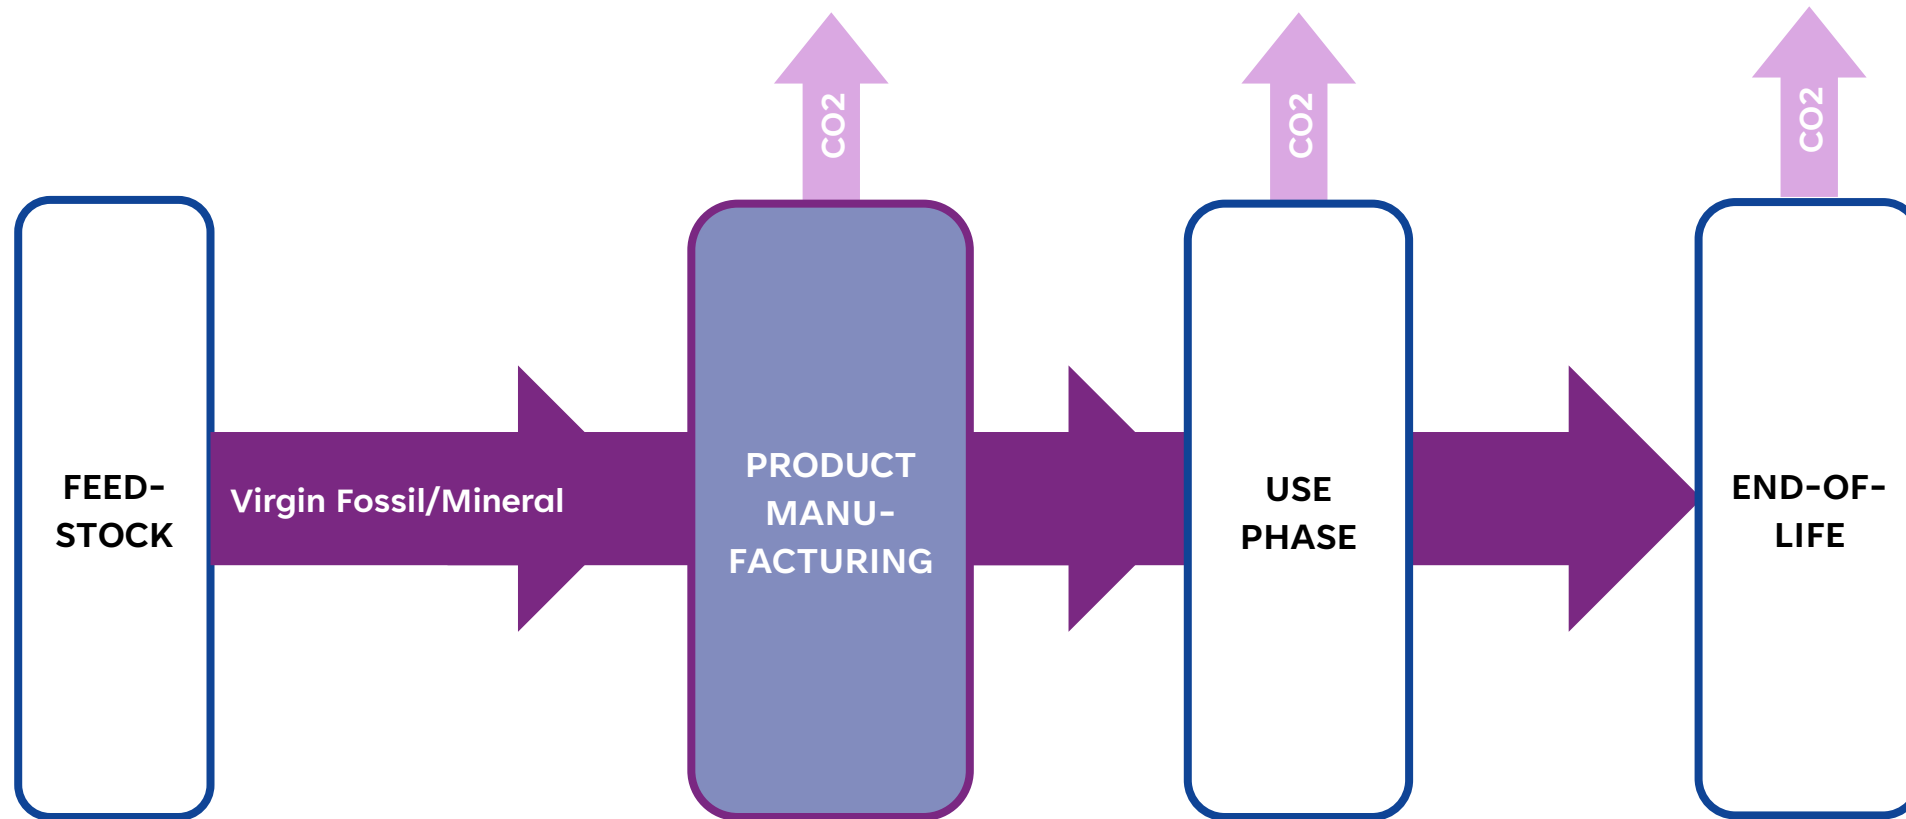 CO2
CO2
CO2
FEED-
STOCK
Virgin Fossil/Mineral
PRODUCT
MANU-
FACTURING
USE
PHASE
END-OF-
LIFE